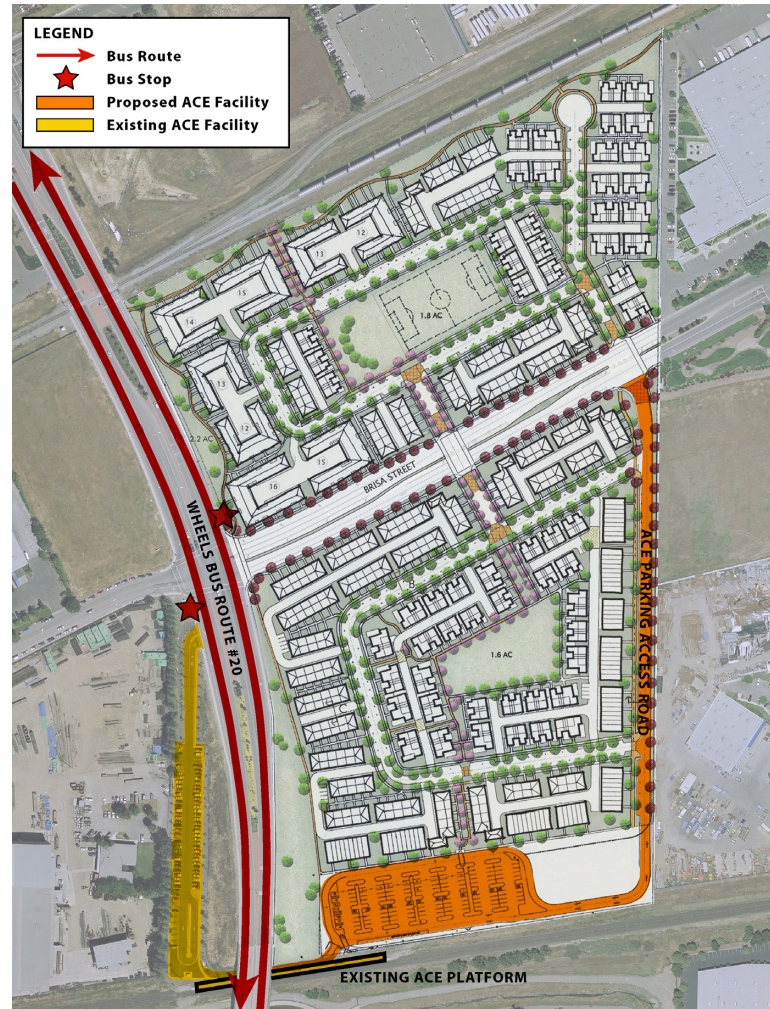 LEGEND
Bus Route
Bus Stop
Proposed ACE Facility
Existing ACE Facility
12
13
15
14
1.8 AC
13
12
2.2 AC
15
16
BRISA STREET
WHEELS BUS ROUTE #20
ACE PARKING ACCESS ROAD
1.6 AC
EXISTING ACE PLATFORM